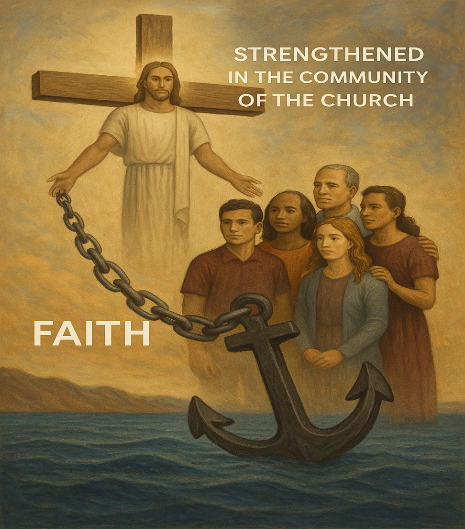 STRENGTHENED
IN THE COMMUNITY
OF THE CHURCH
FAITH